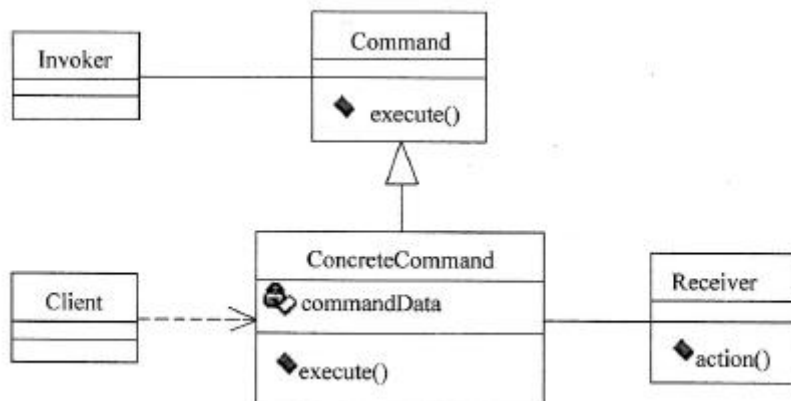 Command
Invoker
execute()
ConcreteCommand
Client
commandData
Receiver
execute()
action()